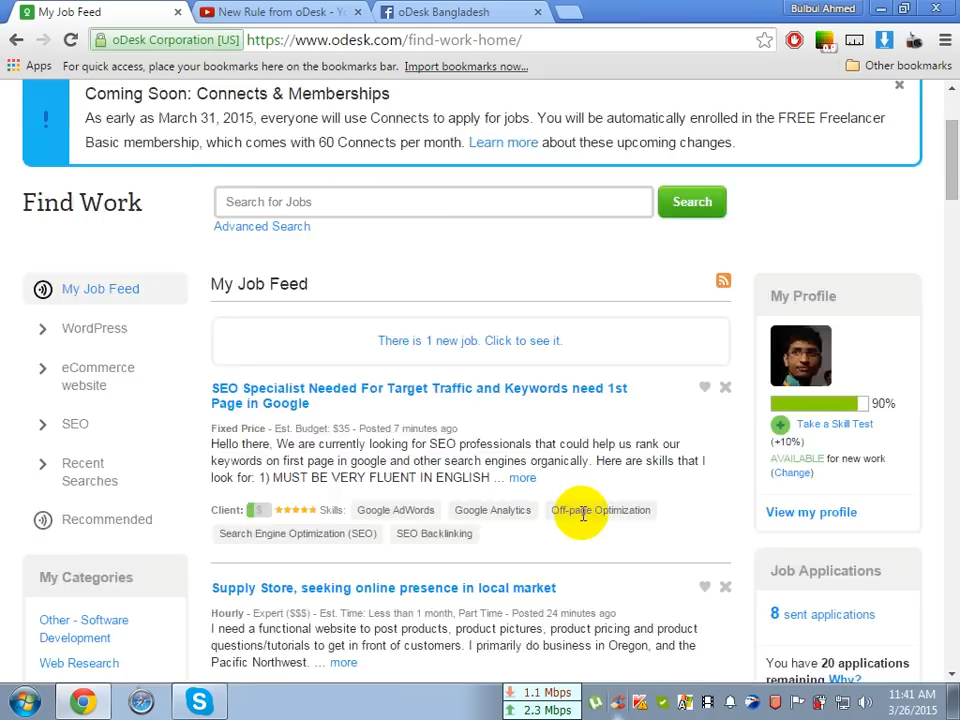 My Job Feed
New Rule from oDesk - Yo
oDesk Bangladesh
Bulbul Ahmed
oDesk Corporation [US]
https://www.odesk.com/find-work-home/
Apps
For quick access, place your bookmarks here on the bookmarks bar. Import bookmarks now...
Other bookmarks
Coming Soon: Connects & Memberships
As early as March 31, 2015, everyone will use Connects to apply for jobs. You will be automatically enrolled in the FREE Freelancer
Basic membership, which comes with 60 Connects per month. Learn more about these upcoming changes.
Find Work
Search for Jobs
Search
Advanced Search
My Job Feed
WordPress
eCommerce
website
SEO
Recent
Searches
Recommended
My Categories
Other - Software
Development
Web Research
My Job Feed
There is 1 new job. Click to see it.
SEO Specialist Needed For Target Traffic and Keywords need 1st
Page in Google
Fixed Price - Est. Budget: $35 - Posted 7 minutes ago
Hello there, We are currently looking for SEO professionals that could help us rank our
keywords on first page in google and other search engines organically. Here are skills that I
look for: 1) MUST BE VERY FLUENT IN ENGLISH ... more
Client: $ Skills: Google AdWords Google Analytics Off-page Optimization
Search Engine Optimization (SEO) SEO Backlinking
Supply Store, seeking online presence in local market
Hourly - Expert ($$$) - Est. Time: Less than 1 month, Part Time - Posted 24 minutes ago
I need a functional website to post products, product pictures, product pricing and product
questions/tutorials to get in front of customers. I primarily do business in Oregon, and the
Pacific Northwest. ... more
My Profile
90%
Take a Skill Test
(+10%)
AVAILABLE for new work
(Change)
View my profile
Job Applications
8 sent applications
You have 20 applications
remaining Why?
1.1 Mbps
2.3 Mbps
11:41 AM
3/26/2015